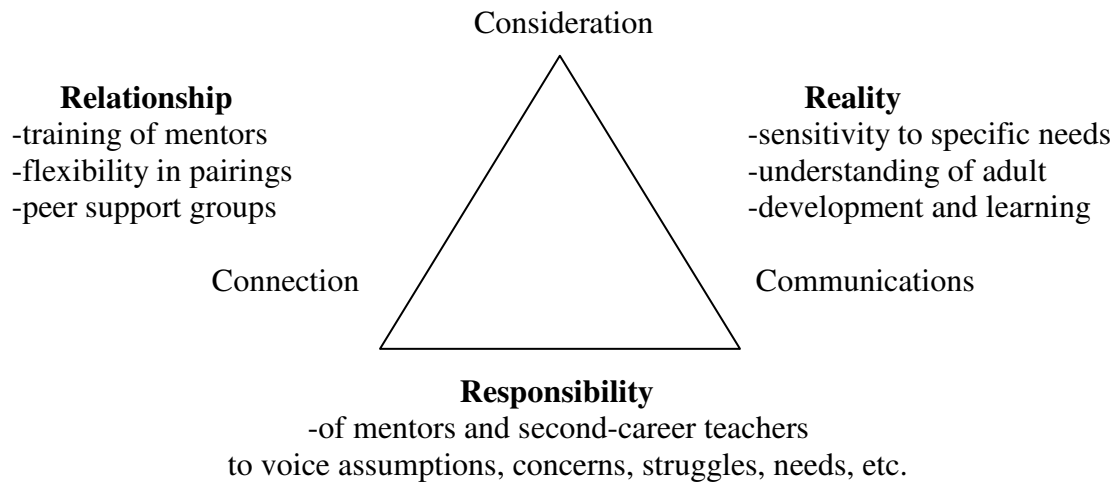 Consideration
Relationship
-training of mentors
-flexibility in pairings
-peer support groups
Reality
-sensitivity to specific needs
-understanding of adult
-development and learning
Connection
Communications
Responsibility
-of mentors and second-career teachers
to voice assumptions, concerns, struggles, needs, etc.